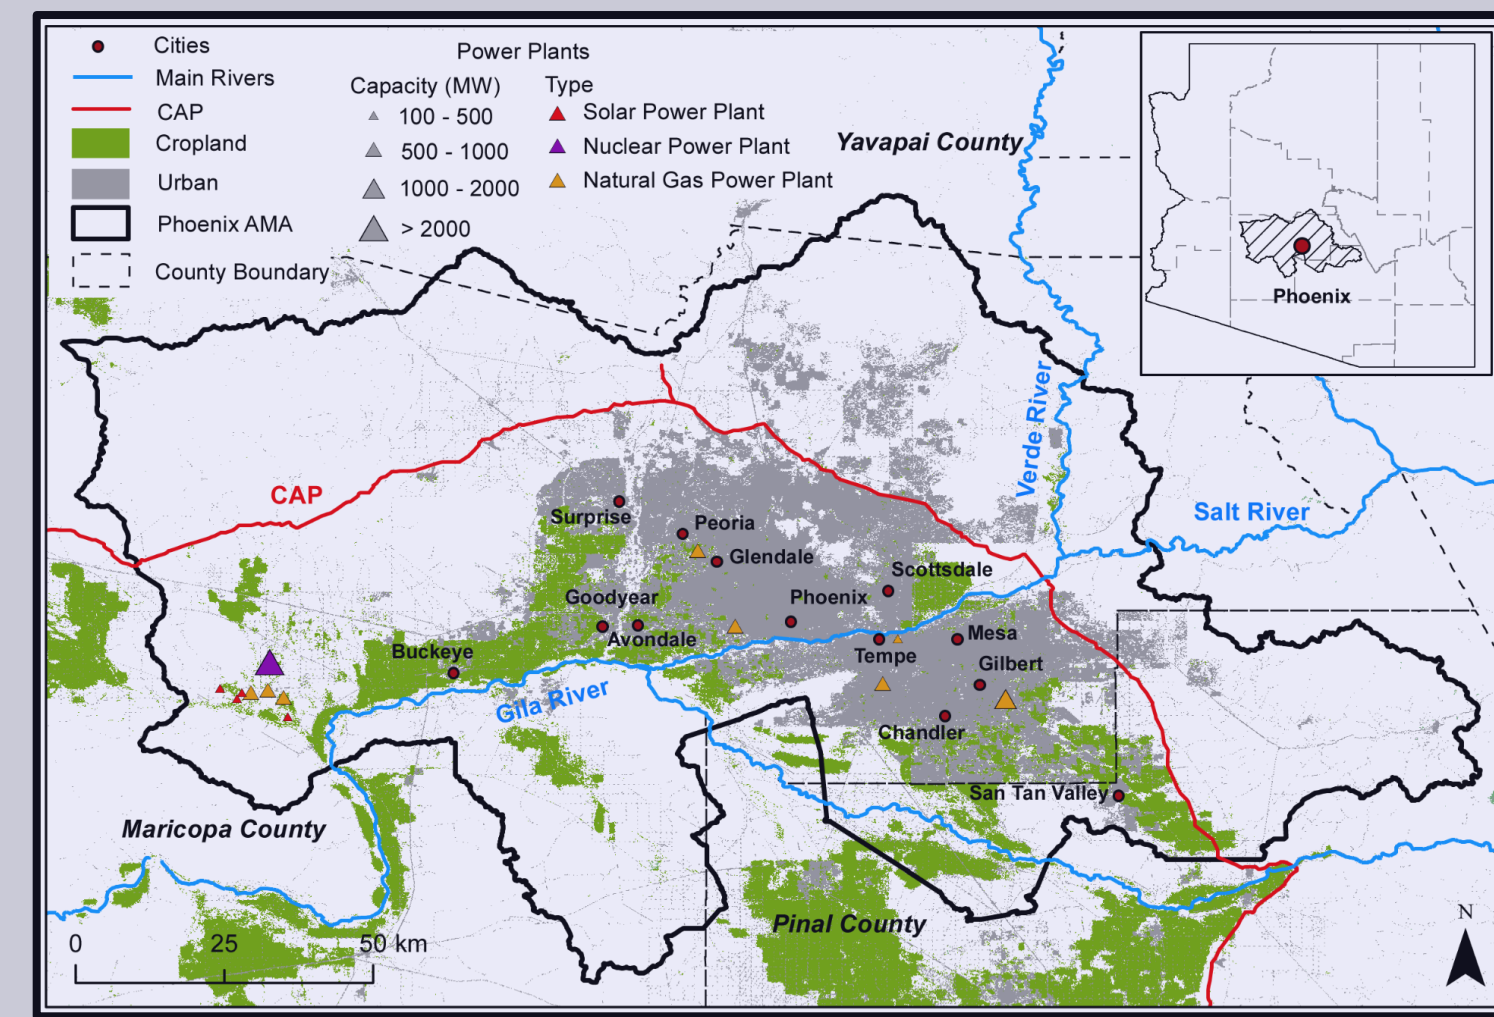 Cities
Main Rivers
CAP
Cropland
Urban
Phoenix AMA
County Boundary
Power Plants
Capacity (MW)
100 - 500
500 - 1000
1000 - 2000
> 2000
Type
Solar Power Plant
Nuclear Power Plant
Natural Gas Power Plant
Yavapai County
Phoenix
Verde River
CAP
Salt River
Surprise
Peoria
Glendale
Scottsdale
Goodyear
Phoenix
Avondale
Mesa
Buckeye
Tempe
Gilbert
Gila River
Chandler
San Tan Valley
Maricopa County
Pinal County
0 25 50 km
N